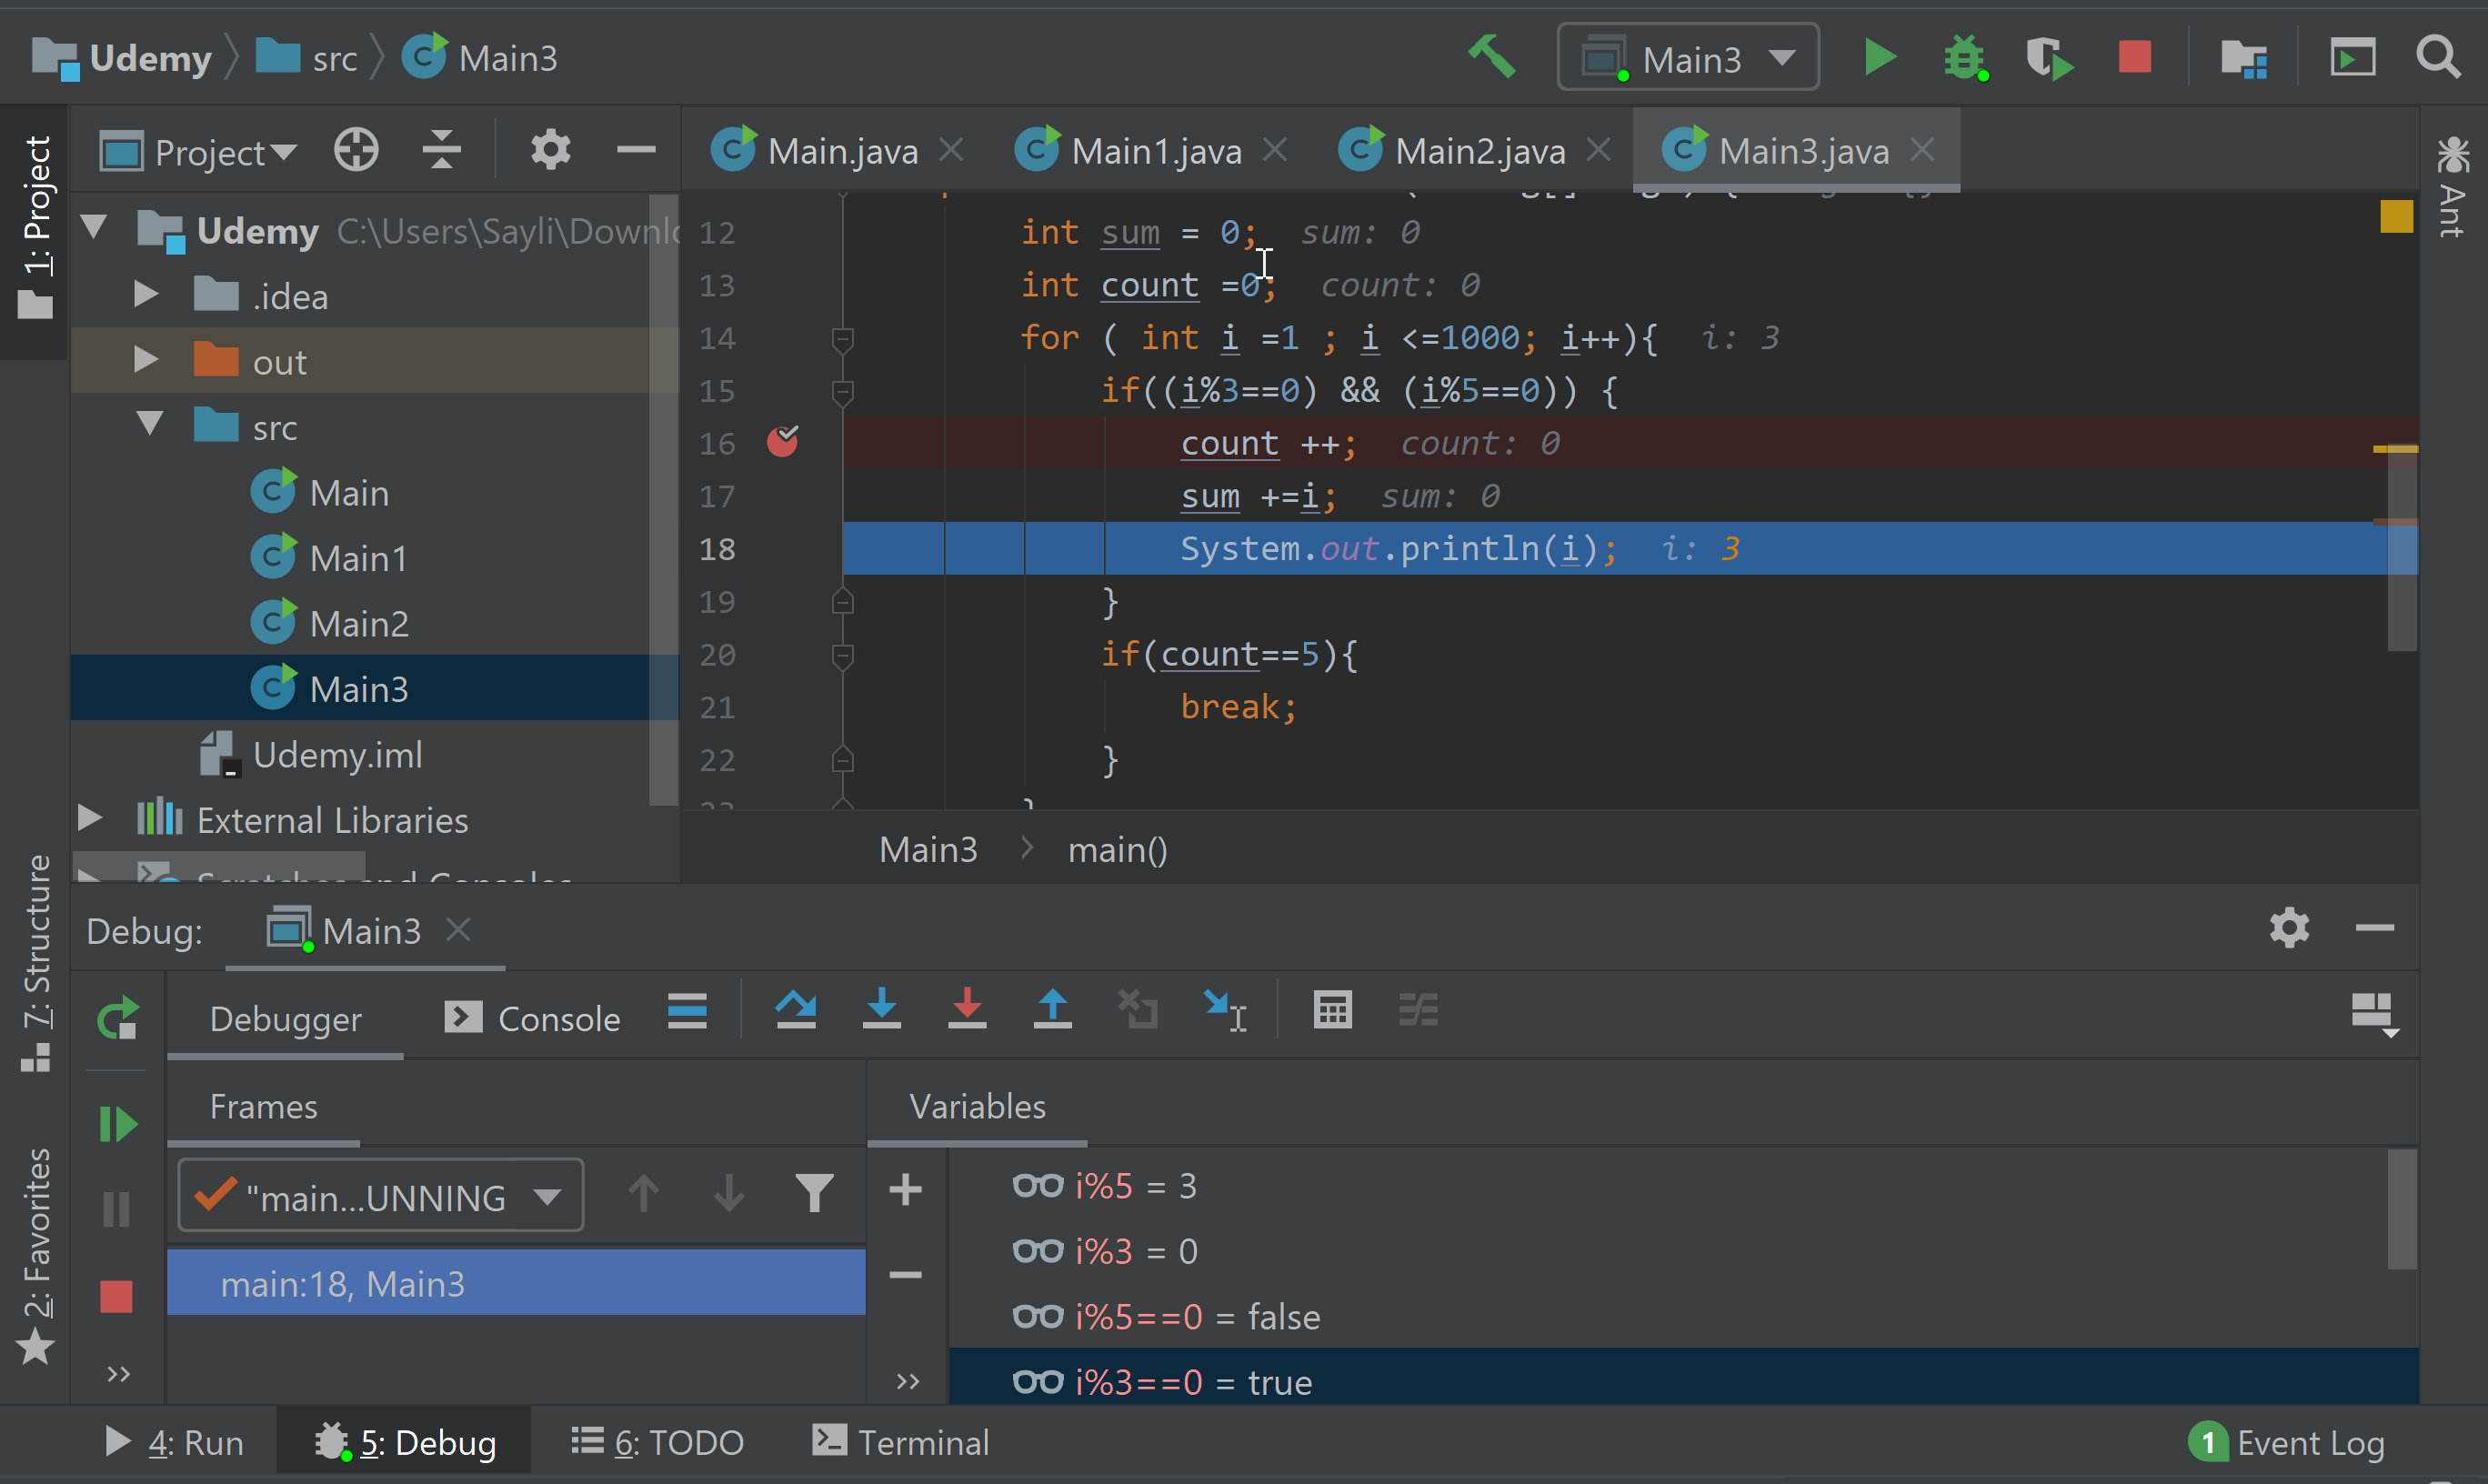 Udemy src Main3
Main3
1: Project
Project
Main.java Main1.java Main2.java Main3.java
Ant
Udemy C:\Users\Sayli\Downlo
.idea
out
src
Main
Main1
Main2
Main3
Udemy.iml
External Libraries
Scratches and Consoles
12 int sum = 0; sum: 0
13 int count =0; count: 0
14 for ( int i =1 ; i <=1000; i++){ i: 3
15 if((i%3==0) && (i%5==0)) {
16 count ++; count: 0
17 sum +=i; sum: 0
18 System.out.println(i); i: 3
19 }
20 if(count==5){
21 break;
22 }
23 }
Main3 > main()
7: Structure
2: Favorites
Debug: Main3
Debugger Console
Frames Variables
"main...UNNING
main:18, Main3
i%5 = 3
i%3 = 0
i%5==0 = false
i%3==0 = true
4: Run 5: Debug 6: TODO Terminal
1 Event Log